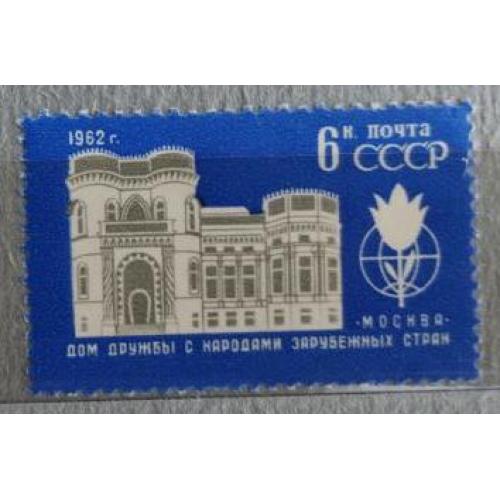 1962 г.
6 к. почта
СССР
·МОСКВА·
ДОМ ДРУЖБЫ С НАРОДАМИ ЗАРУБЕЖНЫХ СТРАН